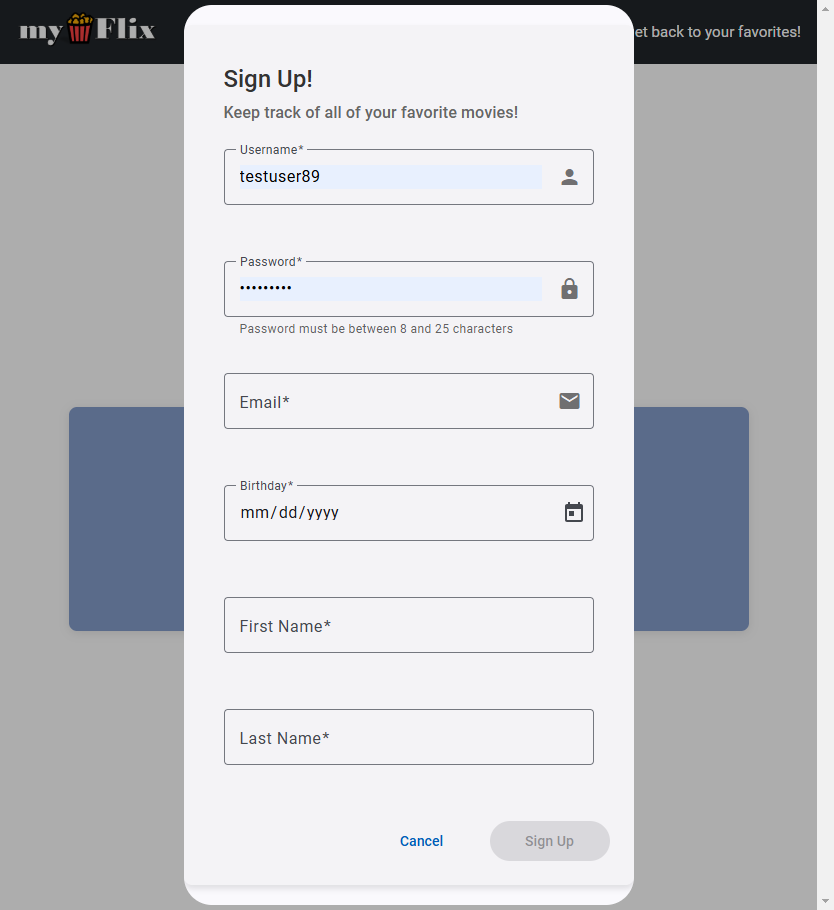 my Flix
et back to your favorites!
Sign Up!
Keep track of all of your favorite movies!
Username*
testuser89
Password*
•••••••••
Password must be between 8 and 25 characters
Email*
Birthday*
mm/dd/yyyy
First Name*
Last Name*
Cancel
Sign Up